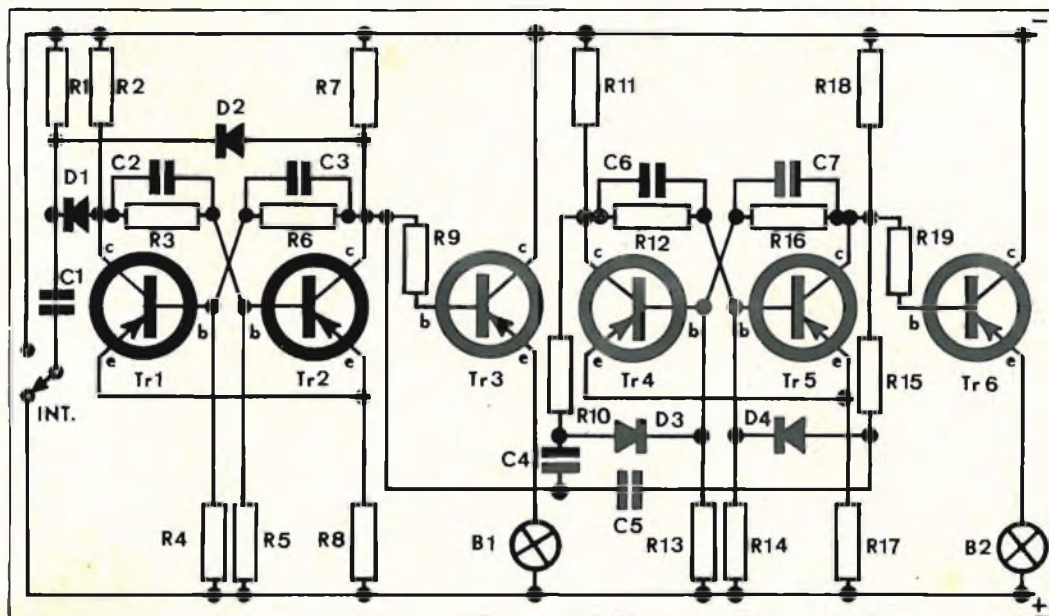 −
R1 R2 R7 R11 R18
D2
C2 C3 C6 C7
D1
R3 R6 R9 R12 R16 R19
c c c c c c
C1
b b b b b b
e e e e e e
Tr1 Tr2 Tr3 Tr4 Tr5 Tr6
INT. R15
R10 D3 D4
C4
C5
R4 R5 R8 B1 R13 R14 R17 B2
+